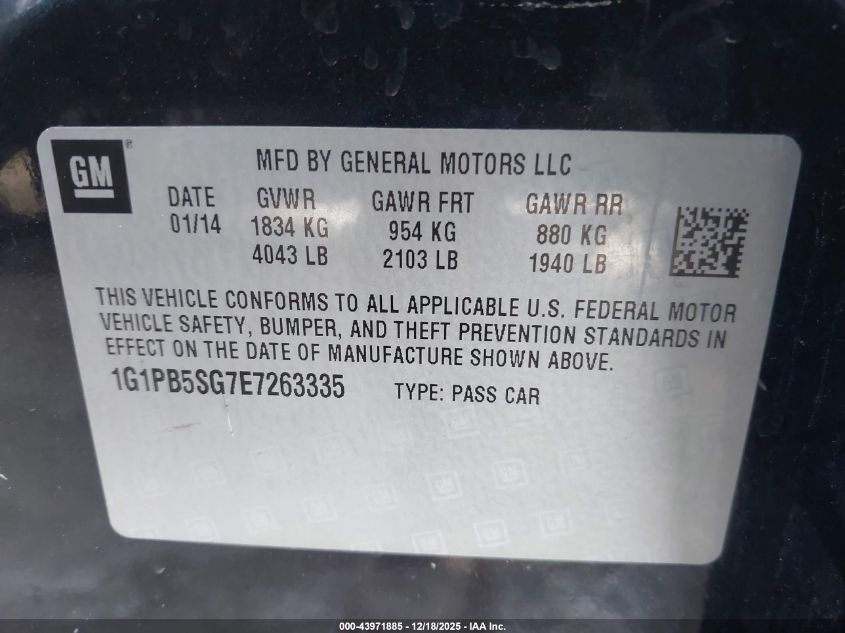 GM®
MFD BY GENERAL MOTORS LLC
DATE GVWR GAWR FRT GAWR RR
01/14 1834 KG 954 KG 880 KG
4043 LB 2103 LB 1940 LB
THIS VEHICLE CONFORMS TO ALL APPLICABLE U.S. FEDERAL MOTOR
VEHICLE SAFETY, BUMPER, AND THEFT PREVENTION STANDARDS IN
EFFECT ON THE DATE OF MANUFACTURE SHOWN ABOVE.
1G1PB5SG7E7263335 TYPE: PASS CAR
000-43971885 - 12/18/2025 - IAA Inc.